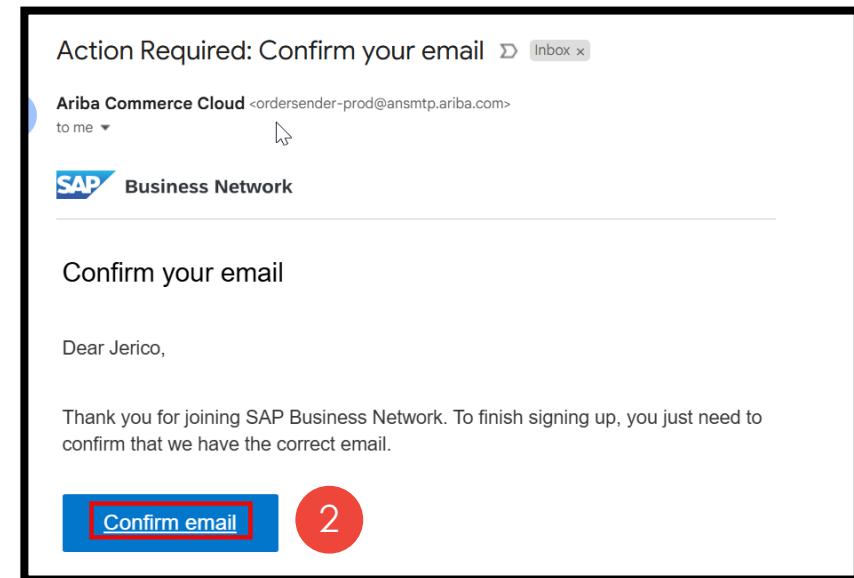 Action Required: Confirm your email Inbox x
Ariba Commerce Cloud <ordersender-prod@ansmtp.ariba.com>
to me
SAP Business Network
Confirm your email
Dear Jerico,
Thank you for joining SAP Business Network. To finish signing up, you just need to
confirm that we have the correct email.
Confirm email 2